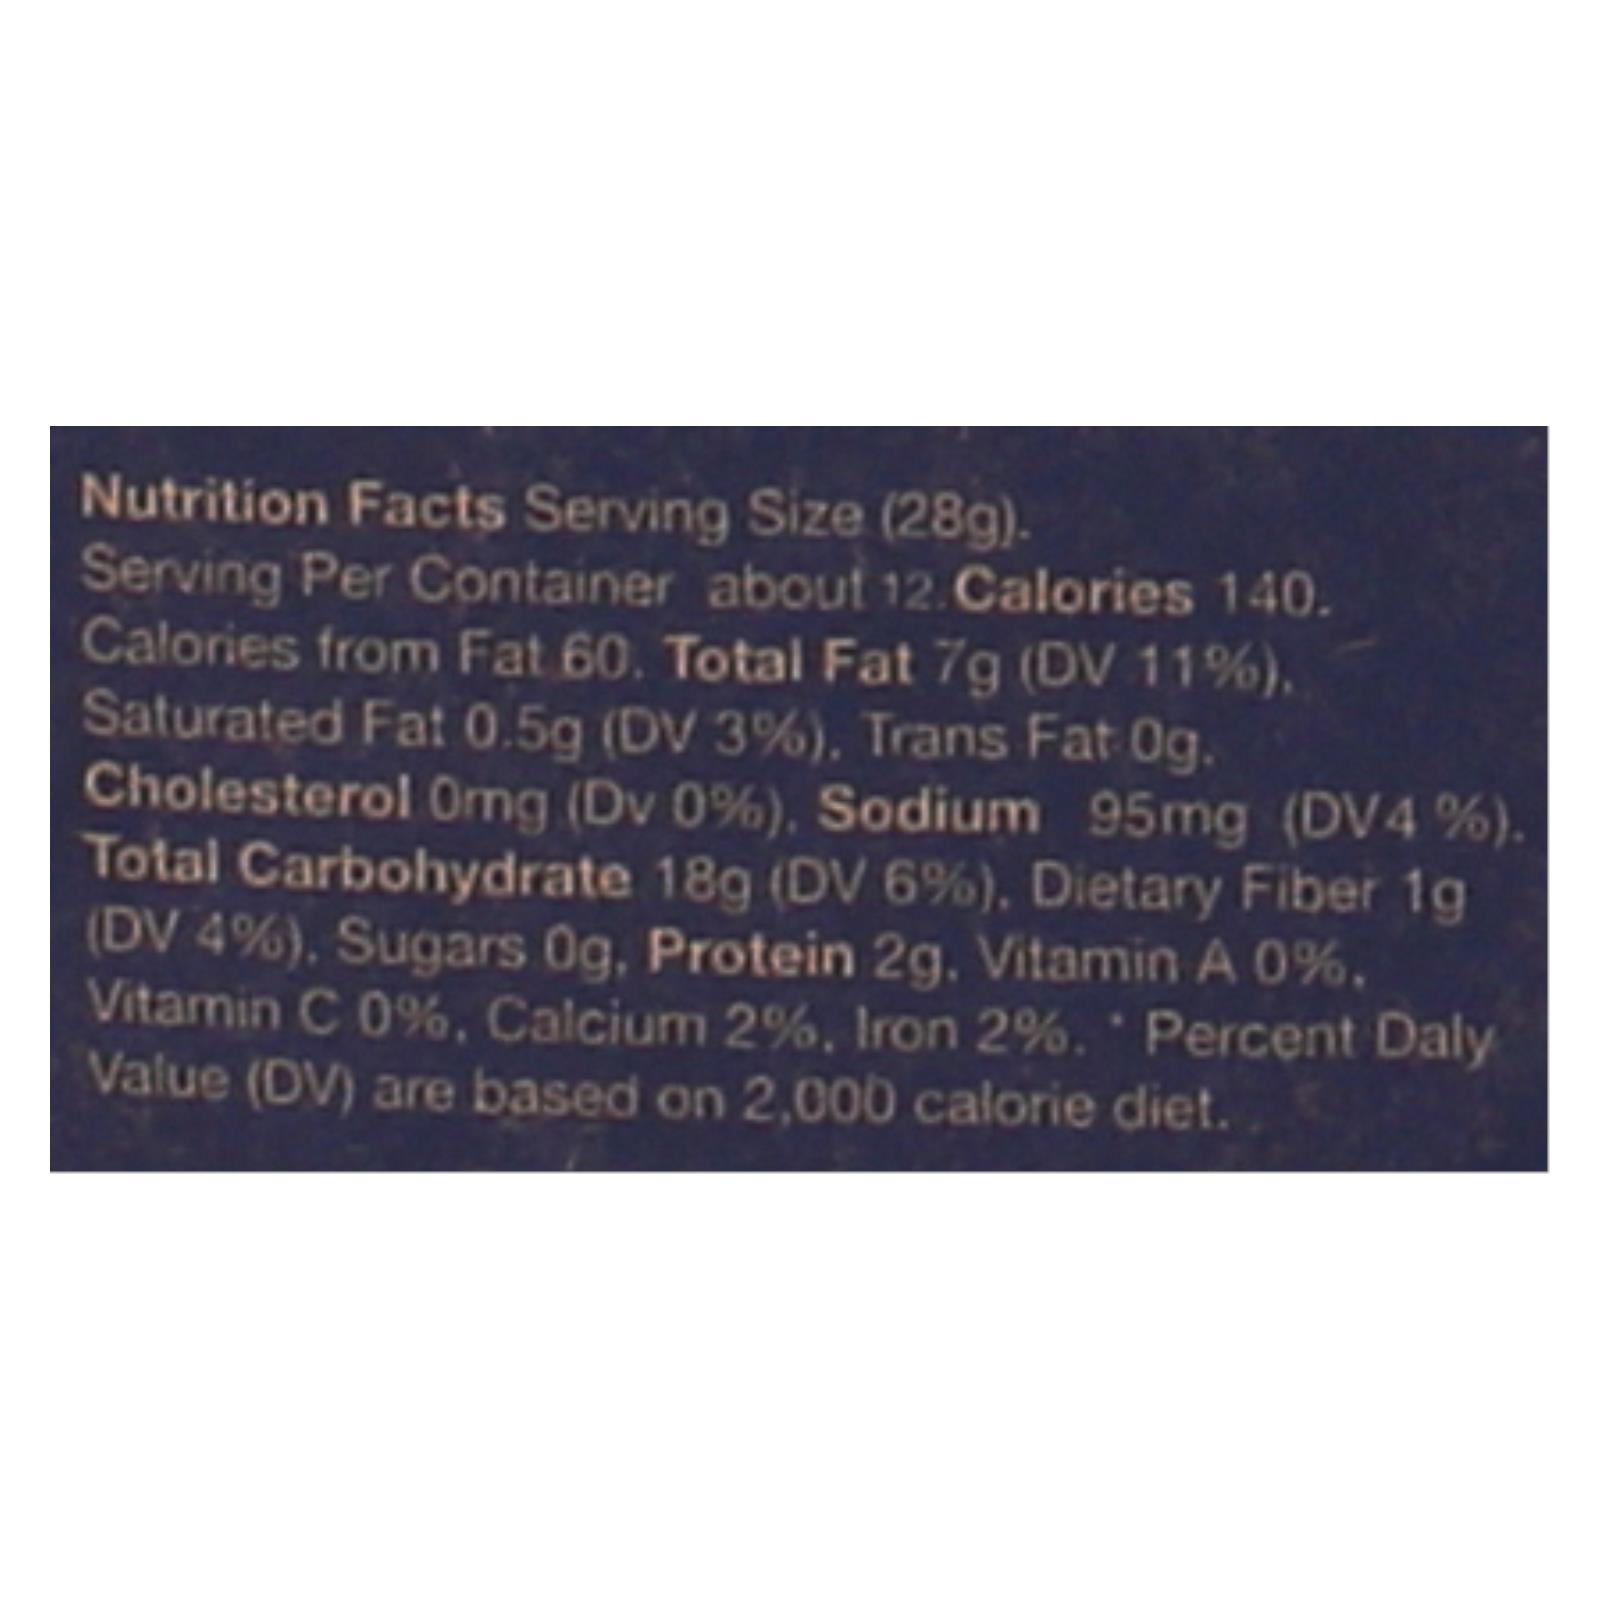 Nutrition Facts Serving Size (28g).
Serving Per Container about 12. Calories 140.
Calories from Fat 60. Total Fat 7g (DV 11%),
Saturated Fat 0.5g (DV 3%), Trans Fat 0g,
Cholesterol 0mg (Dv 0%), Sodium 95mg (DV4 %).
Total Carbohydrate 18g (DV 6%), Dietary Fiber 1g
(DV 4%), Sugars 0g, Protein 2g, Vitamin A 0%,
Vitamin C 0%, Calcium 2%, Iron 2%. * Percent Daly
Value (DV) are based on 2,000 calorie diet.